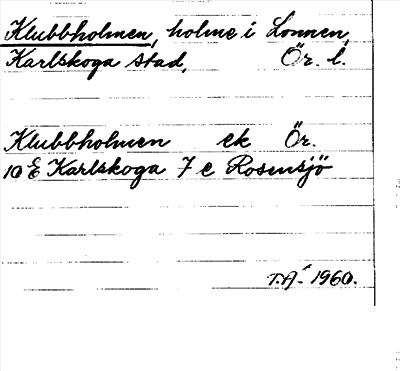 Klubbholmen, holme i Lonnen,
Karlskoga stad, Ör. l.
Klubbholmen ek Ör.
10 E Karlskoga 7 e Rosensjö
T.A. 1960.